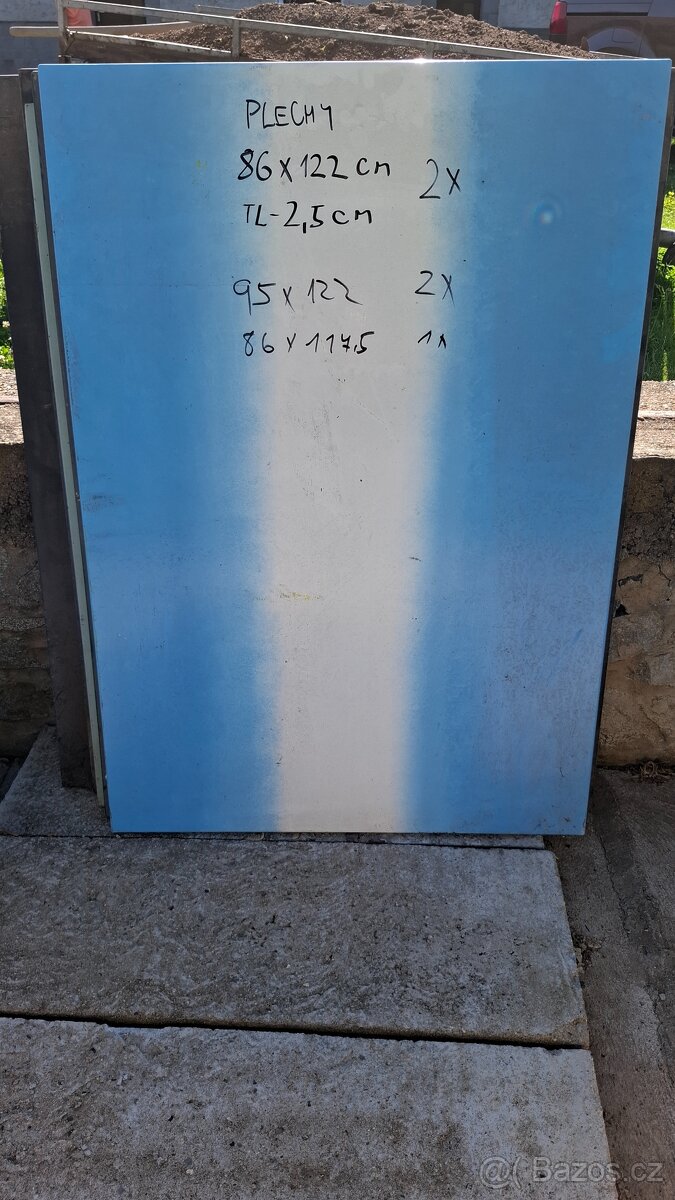 PLECHY
86 x 122 cm 2x
TL-2,5 cm
95 x 122 2x
86 x 117,5 1x
@( Bazos.cz